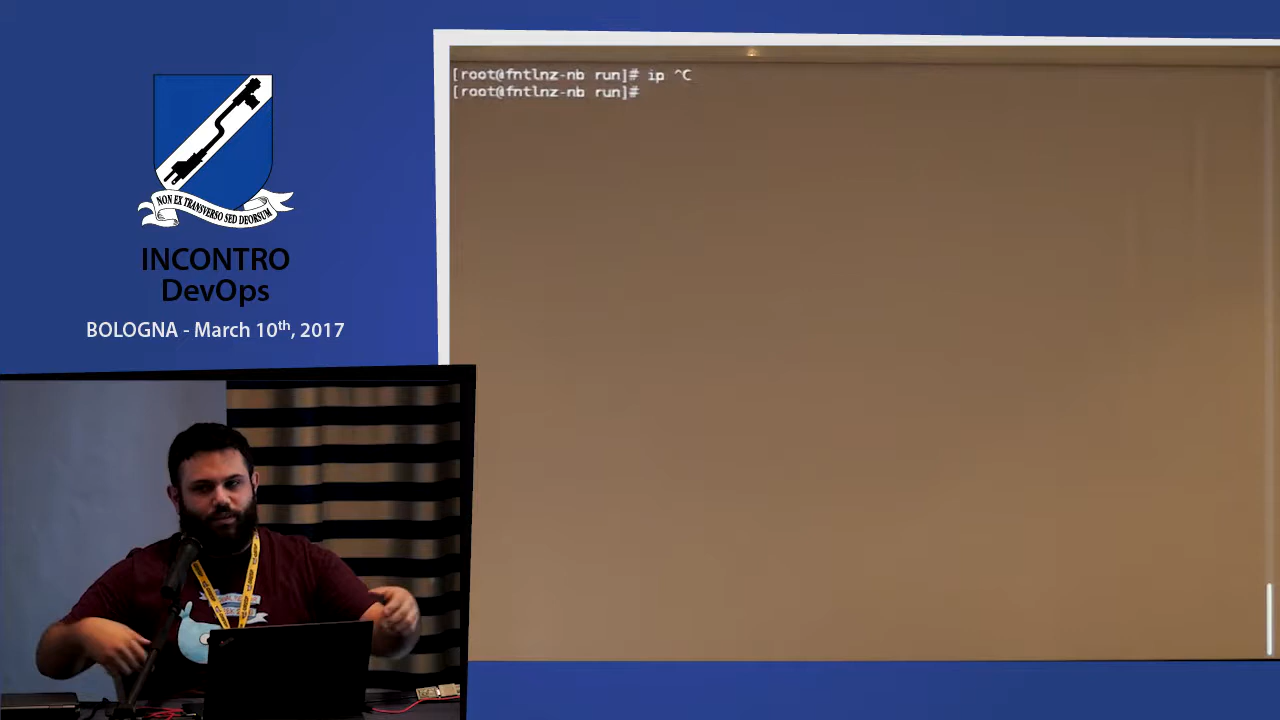 NON EX TRANSVERSO SED DEORSUM
INCONTRO
DevOps
BOLOGNA - March 10th, 2017
[root@fntlnz-nb run]# ip ^C
[root@fntlnz-nb run]#